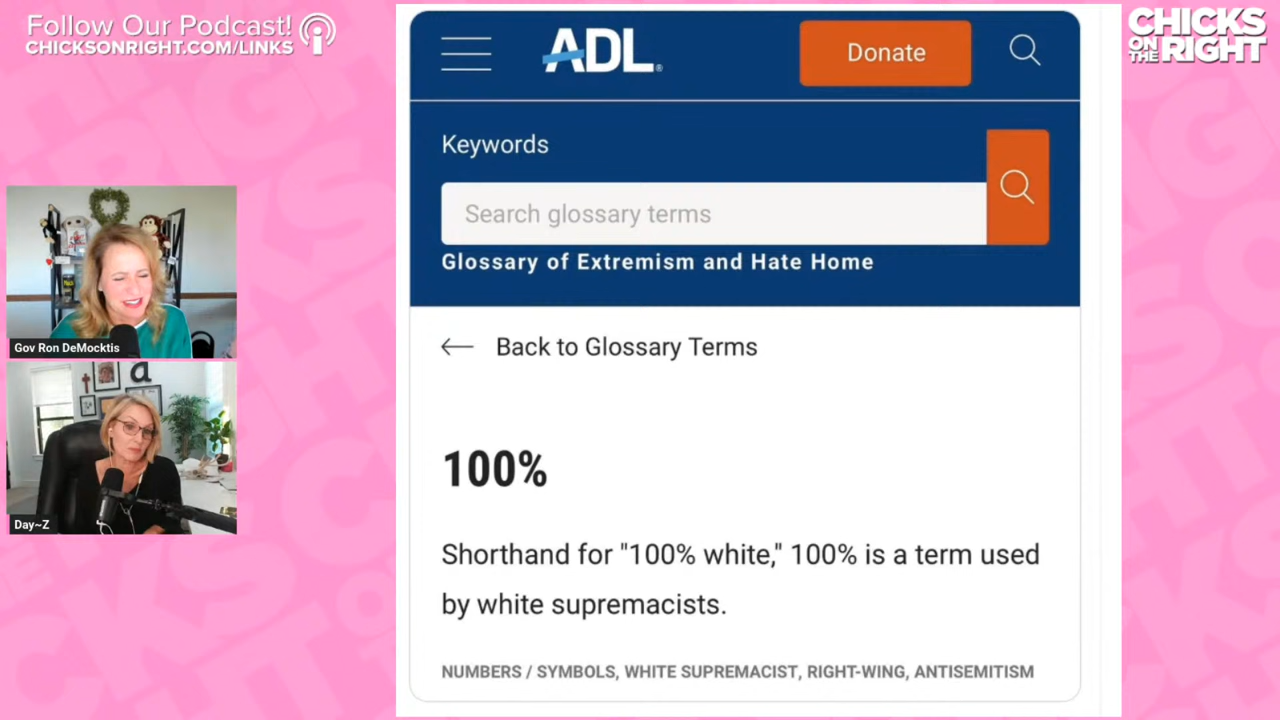 Follow Our Podcast!
CHICKSONRIGHT.COM/LINKS
CHICKS
ON THE RIGHT
ADL
Donate
Keywords
Search glossary terms
Glossary of Extremism and Hate Home
Back to Glossary Terms
100%
Shorthand for "100% white," 100% is a term used
by white supremacists.
NUMBERS / SYMBOLS, WHITE SUPREMACIST, RIGHT-WING, ANTISEMITISM
Gov Ron DeMocktis
a
Day~Z